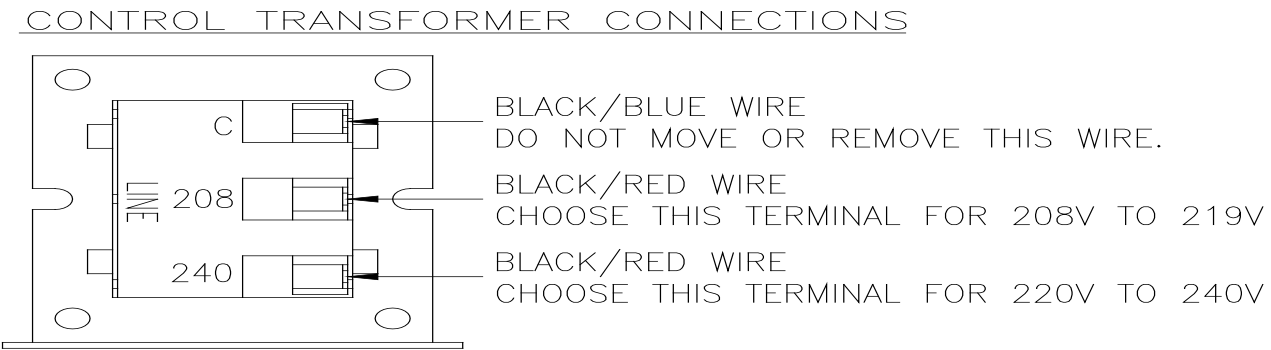 CONTROL TRANSFORMER CONNECTIONS
C
BLACK/BLUE WIRE
DO NOT MOVE OR REMOVE THIS WIRE.
LINE
208
BLACK/RED WIRE
CHOOSE THIS TERMINAL FOR 208V TO 219V
240
BLACK/RED WIRE
CHOOSE THIS TERMINAL FOR 220V TO 240V